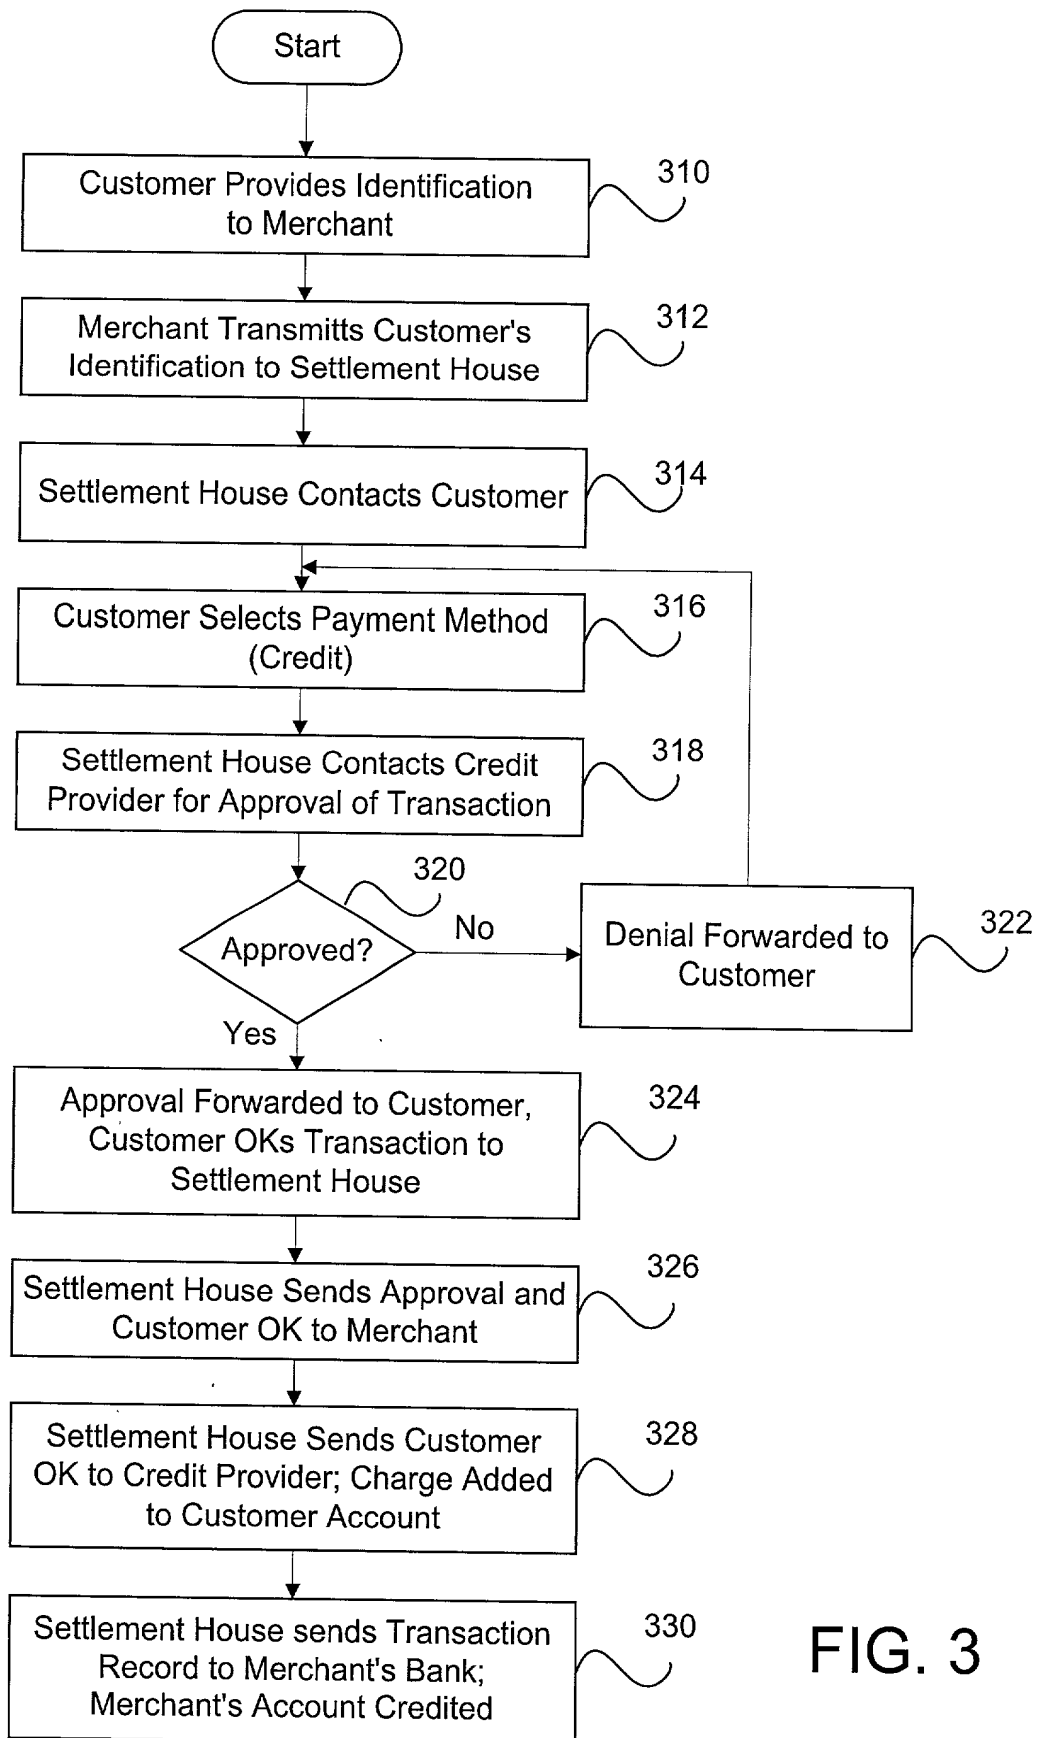 Start
Customer Provides Identification
to Merchant
310
Merchant Transmitts Customer's
Identification to Settlement House
312
Settlement House Contacts Customer
314
Customer Selects Payment Method
(Credit)
316
Settlement House Contacts Credit
Provider for Approval of Transaction
318
320
Approved?
No
Denial Forwarded to
Customer
322
Yes
Approval Forwarded to Customer,
Customer OKs Transaction to
Settlement House
324
Settlement House Sends Approval and
Customer OK to Merchant
326
Settlement House Sends Customer
OK to Credit Provider; Charge Added
to Customer Account
328
Settlement House sends Transaction
Record to Merchant's Bank;
Merchant's Account Credited
330
FIG. 3